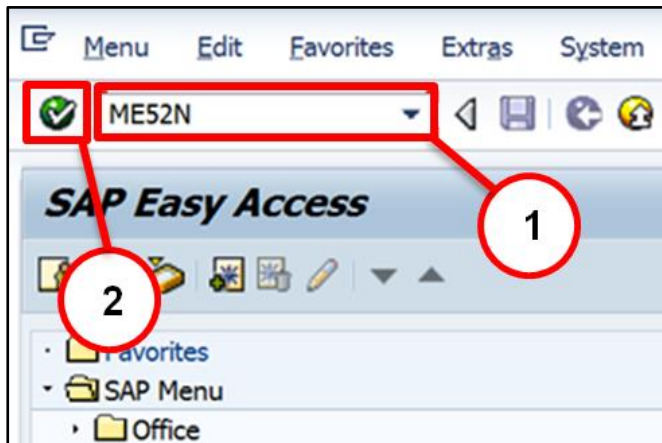 Menu Edit Favorites Extras System
ME52N
SAP Easy Access
1
2
Favorites
SAP Menu
Office